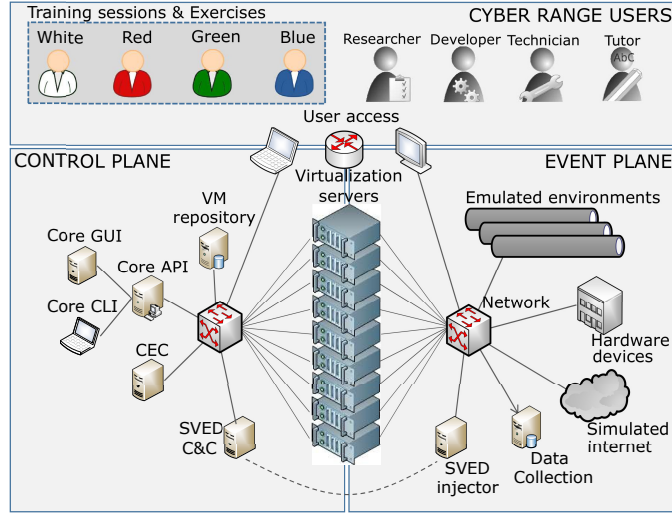 Training sessions & Exercises
CYBER RANGE USERS
White
Red
Green
Blue
Researcher
Developer
Technician
Tutor
AbC
User access
CONTROL PLANE
EVENT PLANE
Virtualization
servers
VM
repository
Emulated environments
Core GUI
Core API
Network
Core CLI
Hardware
devices
CEC
SVED
C&C
Simulated
internet
SVED
injector
Data
Collection